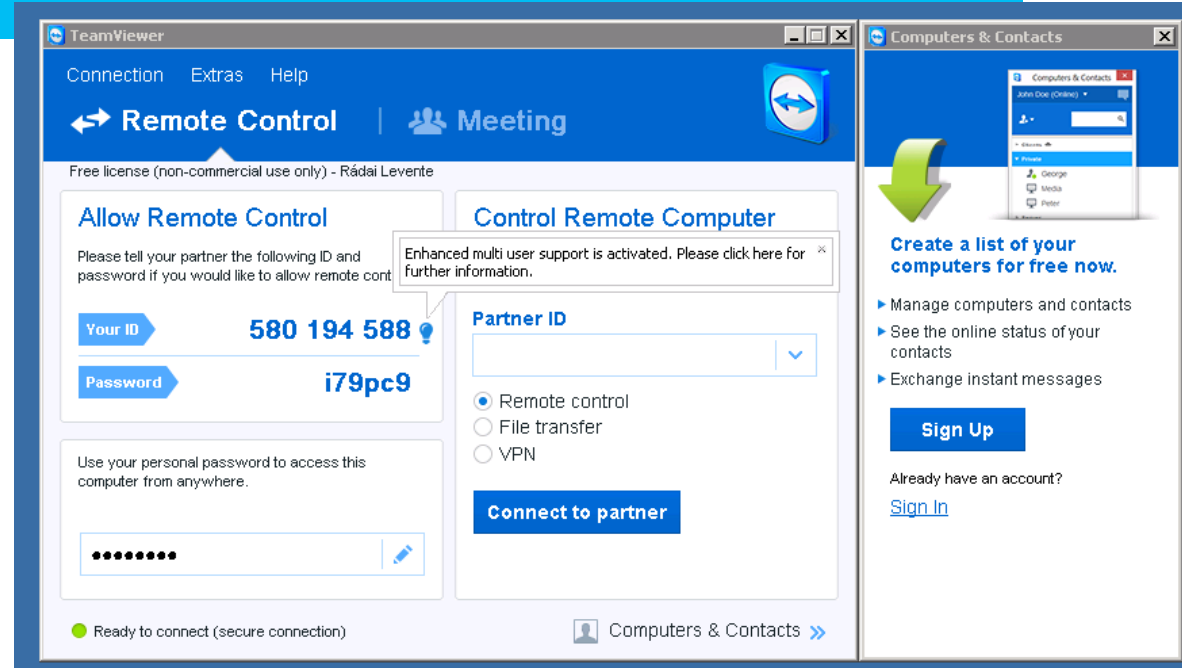 TeamViewer
Connection Extras Help
Remote Control | Meeting
Free license (non-commercial use only) - Rádai Levente
Allow Remote Control
Please tell your partner the following ID and
password if you would like to allow remote cont
Your ID 580 194 588
Password i79pc9
Use your personal password to access this
computer from anywhere.
••••••••
Control Remote Computer
Enhanced multi user support is activated. Please click here for
further information.
Partner ID
Remote control
File transfer
VPN
Connect to partner
Ready to connect (secure connection)
Computers & Contacts
Computers & Contacts
Computers & Contacts
John Doe (Online)
Private
George
Media
Peter
Create a list of your
computers for free now.
Manage computers and contacts
See the online status of your
contacts
Exchange instant messages
Sign Up
Already have an account?
Sign In